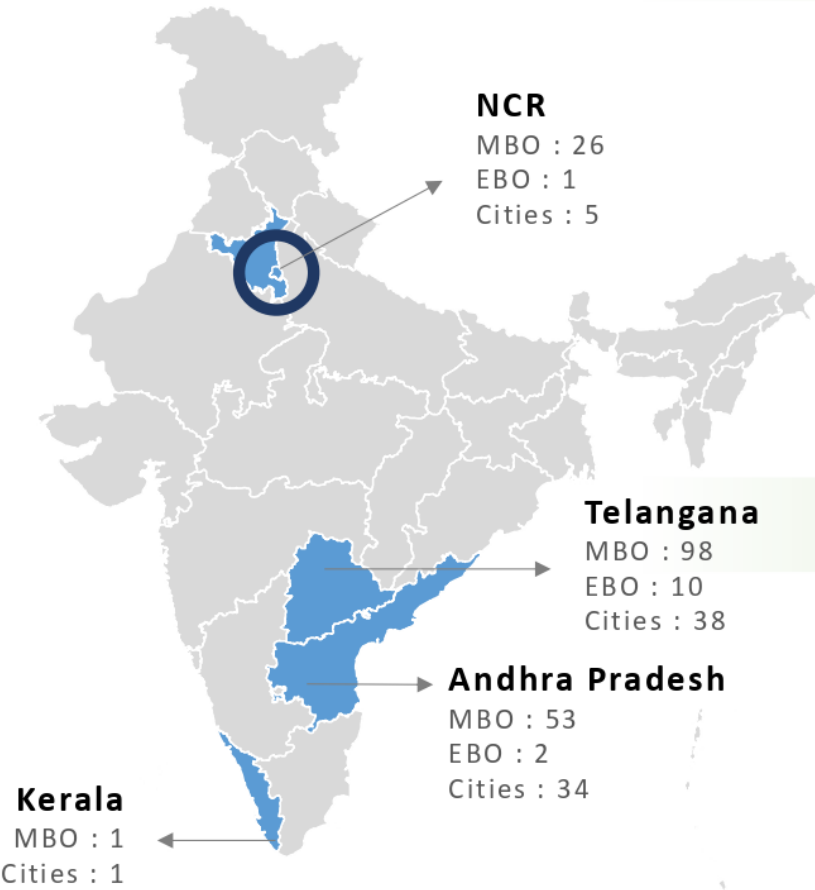 NCR
MBO : 26
EBO : 1
Cities : 5
Telangana
MBO : 98
EBO : 10
Cities : 38
Andhra Pradesh
MBO : 53
EBO : 2
Cities : 34
Kerala
MBO : 1
Cities : 1